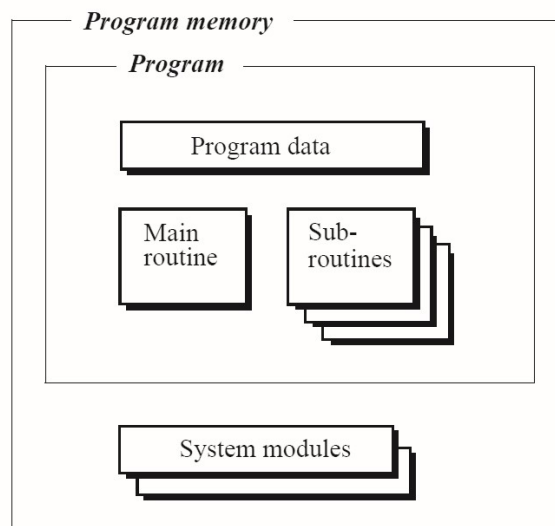 Program memory
Program
Program data
Main
routine
Sub-
routines
System modules